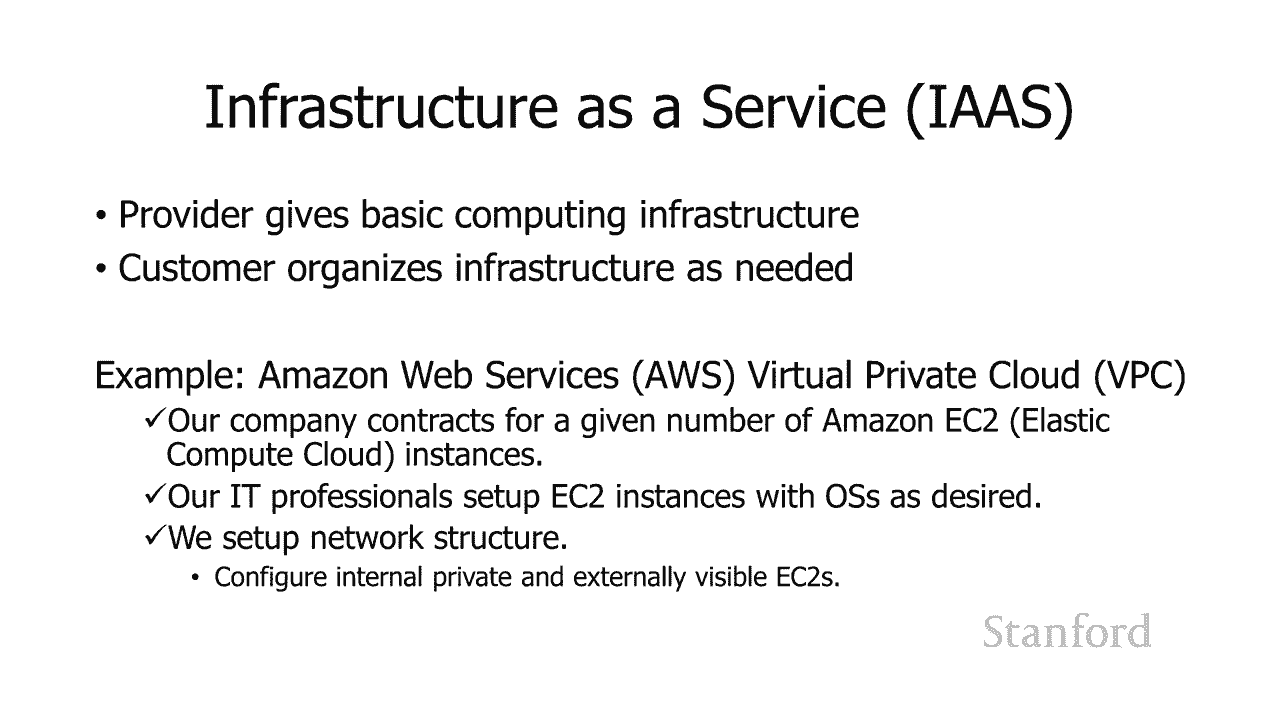 Infrastructure as a Service (IAAS)
• Provider gives basic computing infrastructure
• Customer organizes infrastructure as needed
Example: Amazon Web Services (AWS) Virtual Private Cloud (VPC)
✓Our company contracts for a given number of Amazon EC2 (Elastic
Compute Cloud) instances.
✓Our IT professionals setup EC2 instances with OSs as desired.
✓We setup network structure.
• Configure internal private and externally visible EC2s.
Stanford